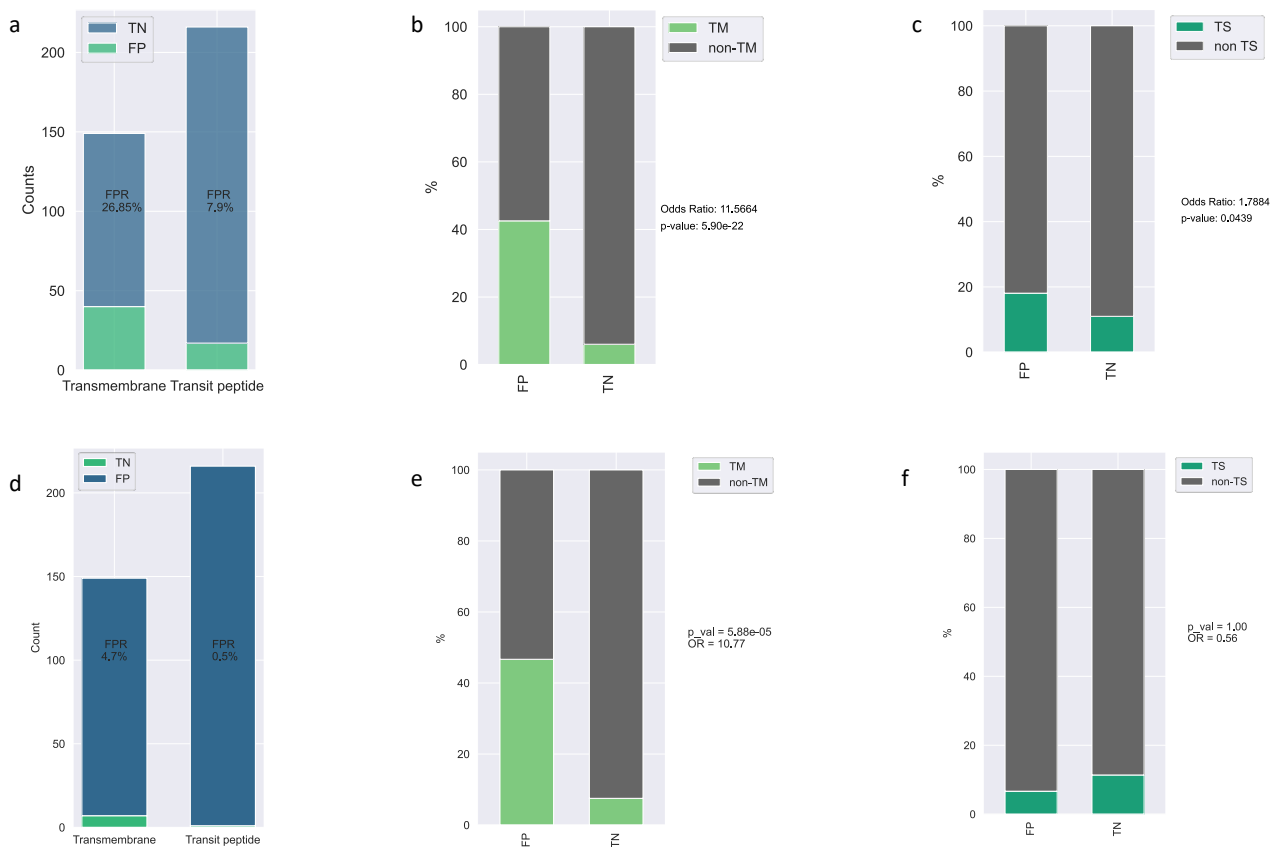 a
TN
FP
200
150
100
50
0
Counts
FPR
26.85%
FPR
7.9%
Transmembrane Transit peptide
b
TM
non-TM
100
80
60
40
20
0
%
FP
TN
Odds Ratio: 11.5664
p-value: 5.90e-22
c
TS
non TS
100
80
60
40
20
0
%
FP
TN
Odds Ratio: 1.7884
p-value: 0.0439
d
TN
FP
200
150
100
50
0
Count
FPR
4.7%
FPR
0.5%
Transmembrane Transit peptide
e
TM
non-TM
100
80
60
40
20
0
%
FP
TN
p_val = 5.88e-05
OR = 10.77
f
TS
non-TS
100
80
60
40
20
0
%
FP
TN
p_val = 1.00
OR = 0.56